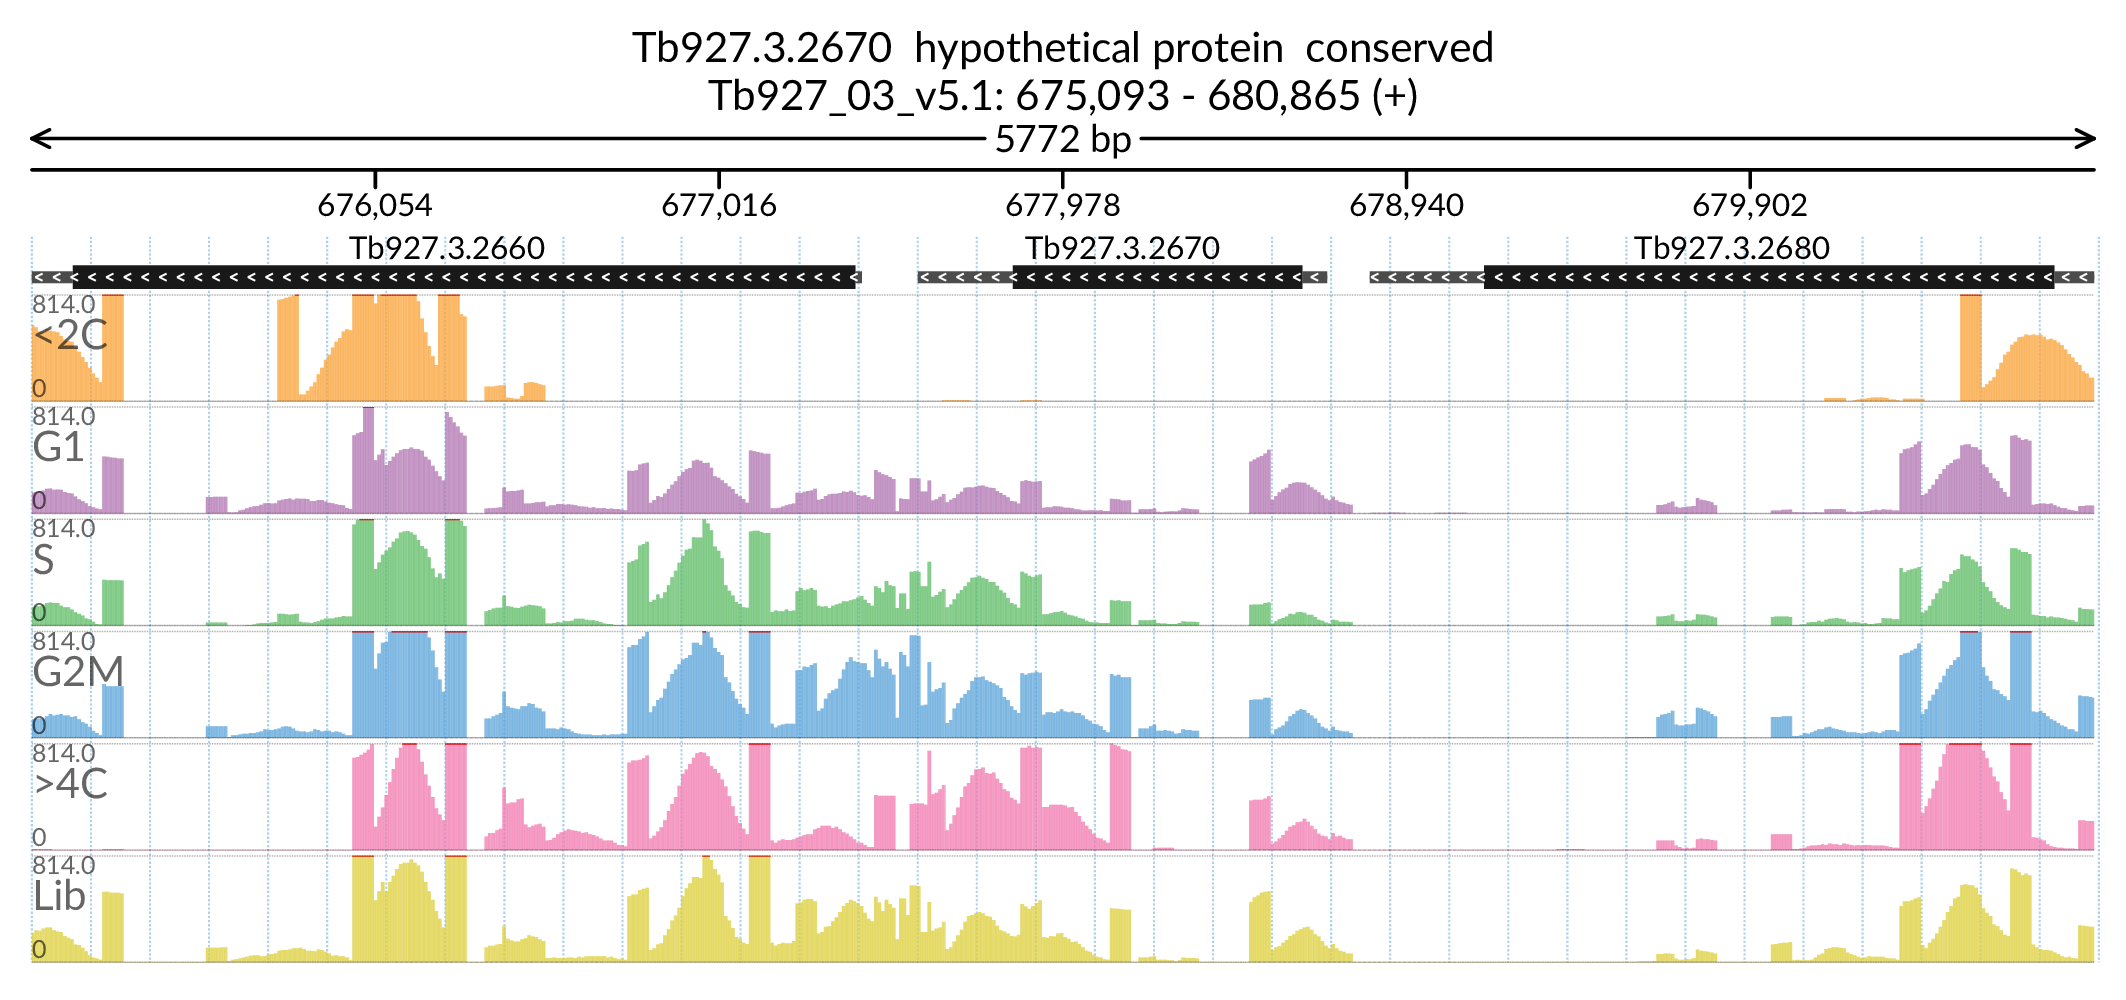 Tb927.3.2670 hypothetical protein conserved
Tb927_03_v5.1: 675,093 - 680,865 (+)
5772 bp
676,054 677,016 677,978 678,940 679,902
Tb927.3.2660 Tb927.3.2670 Tb927.3.2680
814.0
<2C
0
814.0
G1
0
814.0
S
0
814.0
G2M
0
814.0
>4C
0
814.0
Lib
0